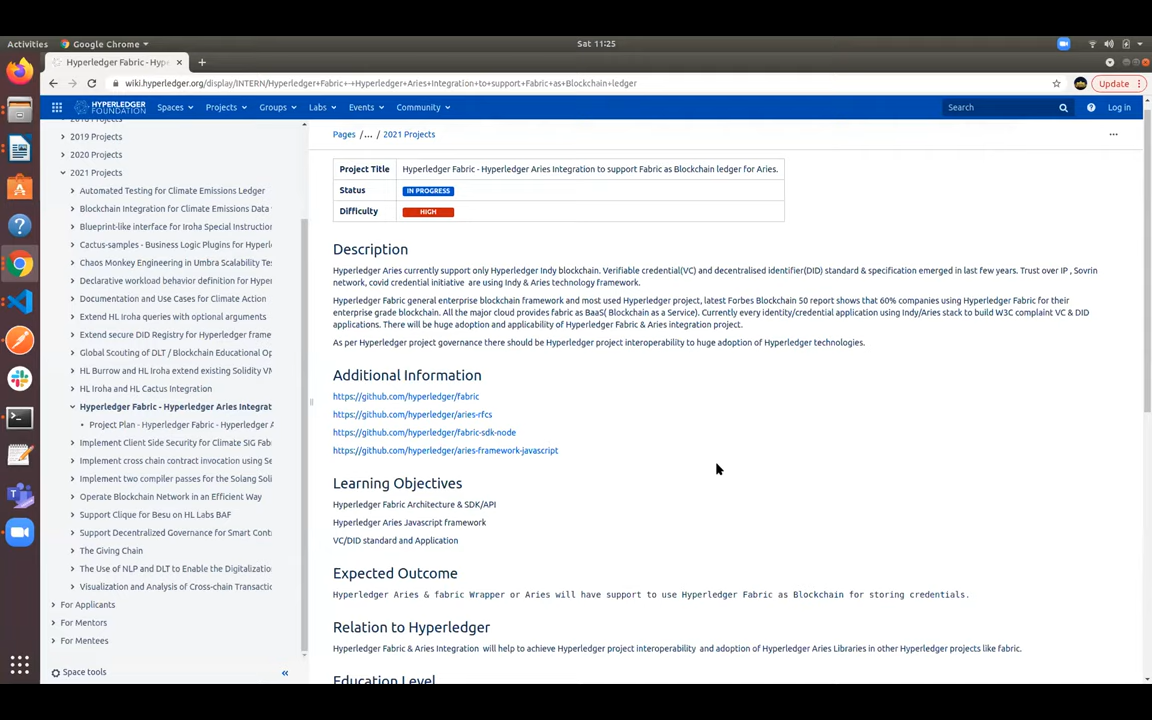 Activities
Google Chrome
Sat 11:25
Hyperledger Fabric - Hype
wiki.hyperledger.org/display/INTERN/Hyperledger+Fabric+-+Hyperledger+Aries+Integration+to+support+Fabric+as+Blockchain+ledger
Update
HYPERLEDGER
FOUNDATION
Spaces
Projects
Groups
Labs
Events
Community
Search
Log in
2019 Projects
2020 Projects
2021 Projects
Automated Testing for Climate Emissions Ledger
Blockchain Integration for Climate Emissions Data
Blueprint-like interface for Iroha Special Instruction
Cactus-samples - Business Logic Plugins for Hyperl
Chaos Monkey Engineering in Umbra Scalability Te
Declarative workload behavior definition for Hyper
Documentation and Use Cases for Climate Action
Extend HL Iroha queries with optional arguments
Extend secure DID Registry for Hyperledger frame
Global Scouting of DLT / Blockchain Educational Op
HL Burrow and HL Iroha extend existing Solidity VM
HL Iroha and HL Cactus Integration
Hyperledger Fabric - Hyperledger Aries Integrat
Project Plan - Hyperledger Fabric - Hyperledger A
Implement Client Side Security for Climate SIG Fab
Implement cross chain contract invocation using Se
Implement two compiler passes for the Solang Soli
Operate Blockchain Network in an Efficient Way
Support Clique for Besu on HL Labs BAF
Support Decentralized Governance for Smart Cont
The Giving Chain
The Use of NLP and DLT to Enable the Digitalizatio
Visualization and Analysis of Cross-chain Transactic
For Applicants
For Mentors
For Mentees
Space tools
Pages /... / 2021 Projects
Project Title Hyperledger Fabric - Hyperledger Aries Integration to support Fabric as Blockchain ledger for Aries.
Status IN PROGRESS
Difficulty HIGH
Description
Hyperledger Aries currently support only Hyperledger Indy blockchain. Verifiable credential(VC) and decentralised identifier(DID) standard & specification emerged in last few years. Trust over IP , Sovrin
network, covid credential initiative are using Indy & Aries technology framework.
Hyperledger Fabric general enterprise blockchain framework and most used Hyperledger project, latest Forbes Blockchain 50 report shows that 60% companies using Hyperledger Fabric for their
enterprise grade blockchain. All the major cloud provides fabric as BaaS( Blockchain as a Service). Currently every identity/credential application using Indy/Aries stack to build W3C complaint VC & DID
applications. There will be huge adoption and applicability of Hyperledger Fabric & Aries integration project.
As per Hyperledger project governance there should be Hyperledger project interoperability to huge adoption of Hyperledger technologies.
Additional Information
https://github.com/hyperledger/fabric
https://github.com/hyperledger/aries-rfcs
https://github.com/hyperledger/fabric-sdk-node
https://github.com/hyperledger/aries-framework-javascript
Learning Objectives
Hyperledger Fabric Architecture & SDK/API
Hyperledger Aries Javascript framework
VC/DID standard and Application
Expected Outcome
Hyperledger Aries & fabric Wrapper or Aries will have support to use Hyperledger Fabric as Blockchain for storing credentials.
Relation to Hyperledger
Hyperledger Fabric & Aries Integration will help to achieve Hyperledger project interoperability and adoption of Hyperledger Aries Libraries in other Hyperledger projects like fabric.
Education Level